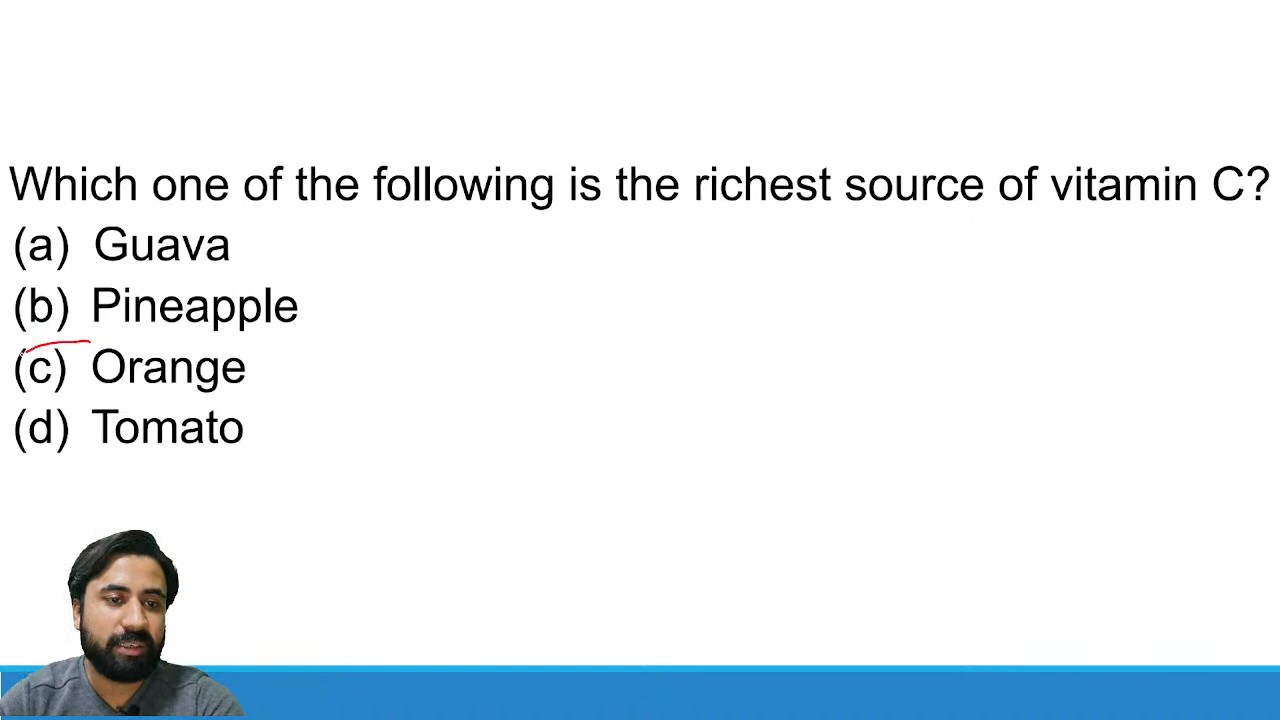 Which one of the following is the richest source of vitamin C?
(a) Guava
(b) Pineapple
(c) Orange
(d) Tomato